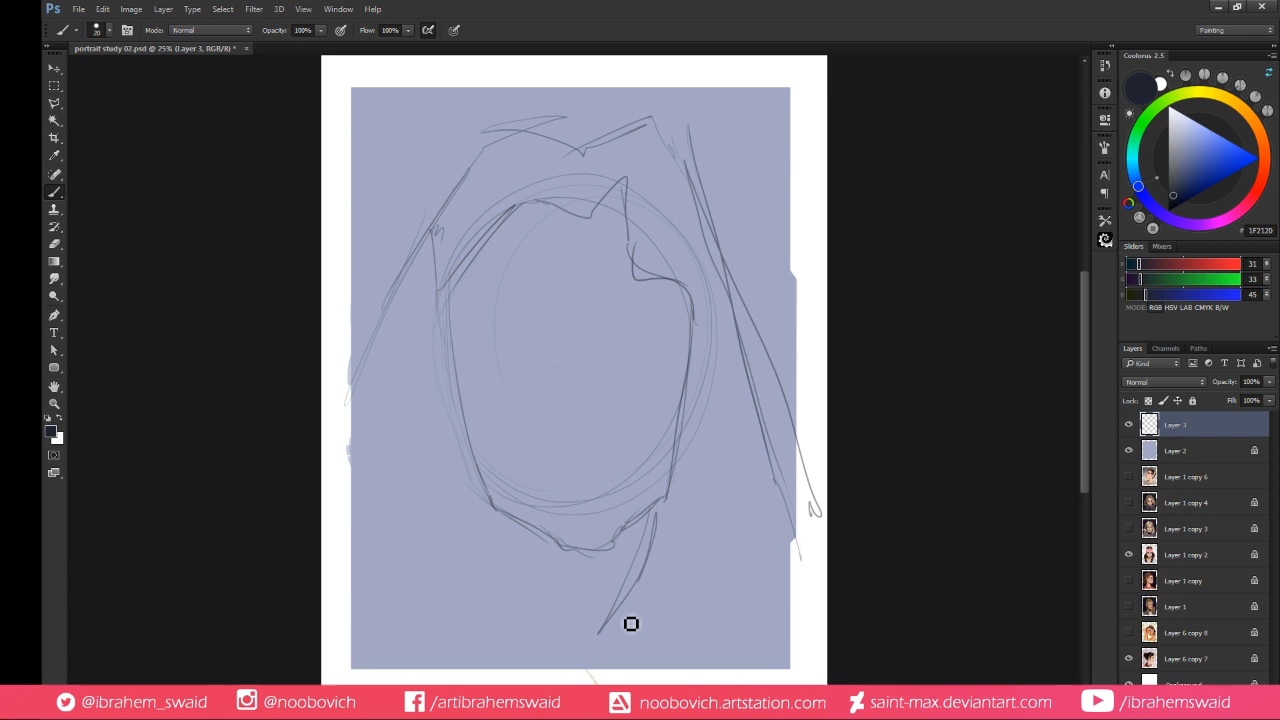 Ps File Edit Image Layer Type Select Filter 3D View Window Help
20 Mode: Normal Opacity: 100% Flow: 100% Painting
portrait study 02.psd @ 25% (Layer 3, RGB/8) * ×
Coolorus 2.5
# 1F212D
Sliders Mixers
R 31
G 33
B 45
MODE: RGB HSV LAB CMYK B/W
Layers Channels Paths
Kind
Normal Opacity: 100%
Lock: Fill: 100%
Layer 3
Layer 2
Layer 1 copy 6
Layer 1 copy 4
Layer 1 copy 3
Layer 1 copy 2
Layer 1 copy
Layer 1
Layer 6 copy 8
Layer 6 copy 7
Background
@ibrahem_swaid @noobovich /artibrahemswaid noobovich.artstation.com saint-max.deviantart.com /ibrahemswaid